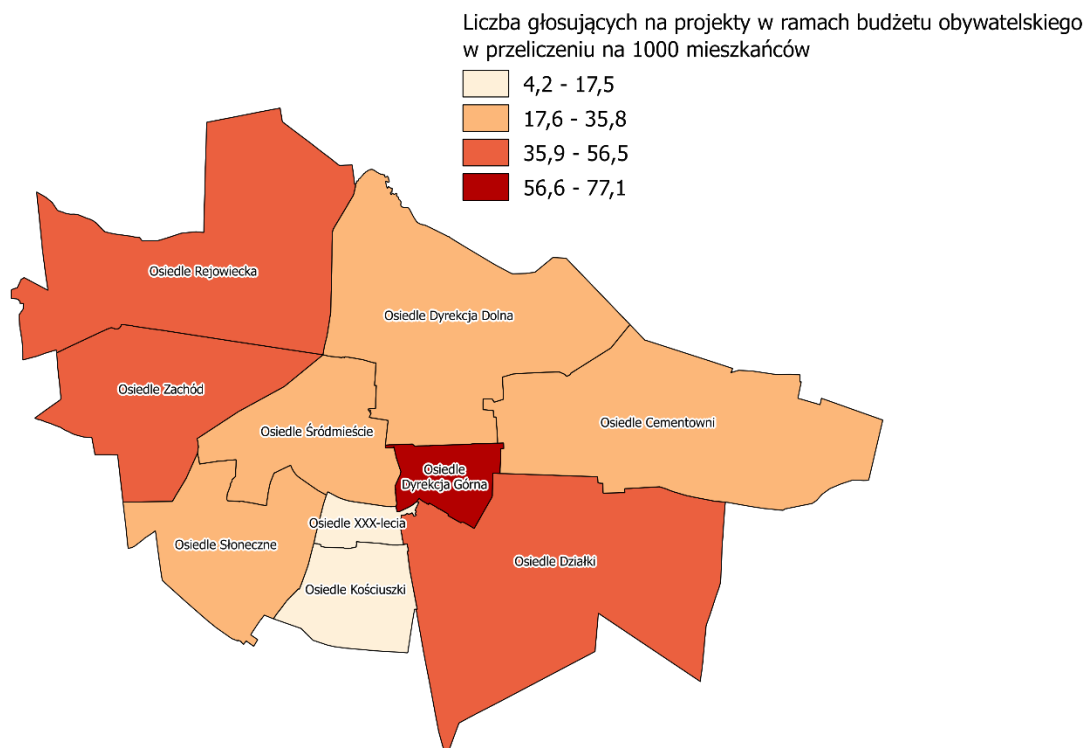 Liczba głosujących na projekty w ramach budżetu obywatelskiego
w przeliczeniu na 1000 mieszkańców
4,2 - 17,5
17,6 - 35,8
35,9 - 56,5
56,6 - 77,1
Osiedle Rejowiecka
Osiedle Dyrekcja Dolna
Osiedle Zachód
Osiedle Śródmieście
Osiedle Cementowni
Osiedle
Dyrekcja Górna
Osiedle XXX-lecia
Osiedle Słoneczne
Osiedle Działki
Osiedle Kościuszki